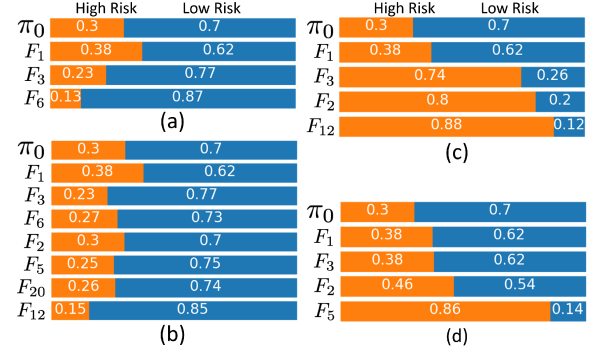 High Risk Low Risk
π0 0.3 0.7
F1 0.38 0.62
F3 0.23 0.77
F6 0.13 0.87
(a)
π0 0.3 0.7
F1 0.38 0.62
F3 0.23 0.77
F6 0.27 0.73
F2 0.3 0.7
F5 0.25 0.75
F20 0.26 0.74
F12 0.15 0.85
(b)
High Risk Low Risk
π0 0.3 0.7
F1 0.38 0.62
F3 0.74 0.26
F2 0.8 0.2
F12 0.88 0.12
(c)
π0 0.3 0.7
F1 0.38 0.62
F3 0.38 0.62
F2 0.46 0.54
F5 0.86 0.14
(d)